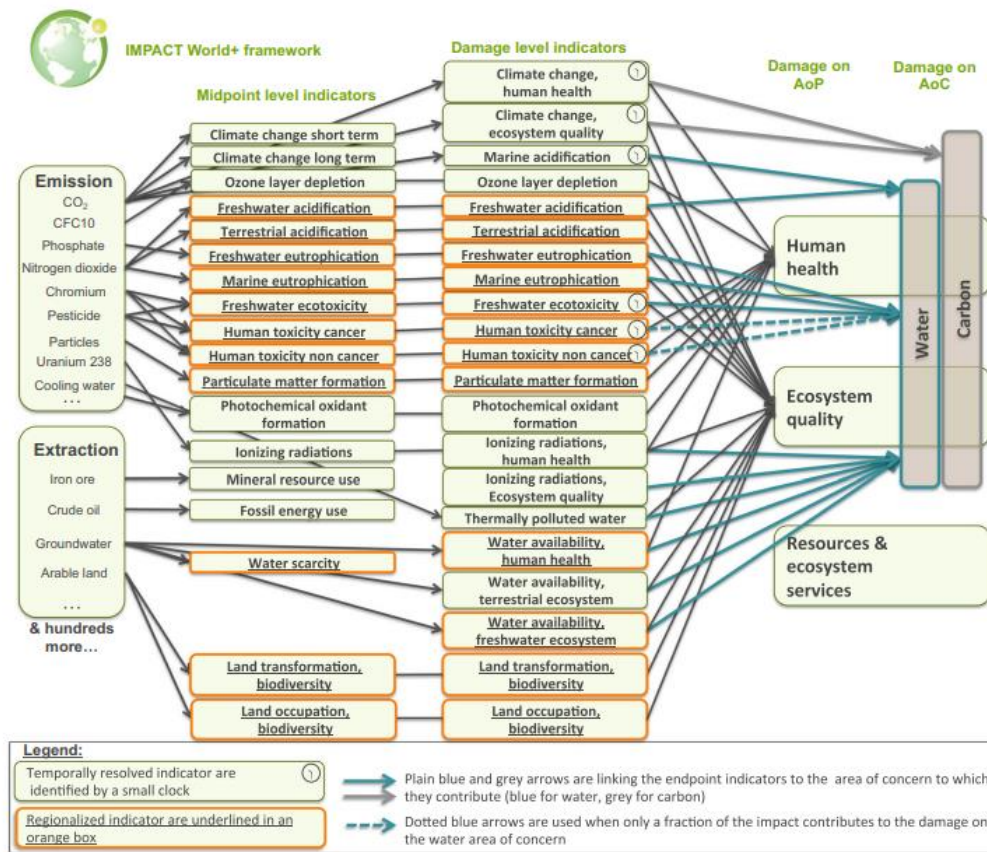 IMPACT World+ framework
Midpoint level indicators
Damage level indicators
Damage on
AoP
Damage on
AoC
Emission
CO₂
CFC10
Phosphate
Nitrogen dioxide
Chromium
Pesticide
Particles
Uranium 238
Cooling water
...
Extraction
Iron ore
Crude oil
Groundwater
Arable land
...
& hundreds
more...
Climate change short term
Climate change long term
Ozone layer depletion
Freshwater acidification
Terrestrial acidification
Freshwater eutrophication
Marine eutrophication
Freshwater ecotoxicity
Human toxicity cancer
Human toxicity non cancer
Particulate matter formation
Photochemical oxidant
formation
Ionizing radiations
Mineral resource use
Fossil energy use
Water scarcity
Land transformation,
biodiversity
Land occupation,
biodiversity
Climate change,
human health
Climate change,
ecosystem quality
Marine acidification
Ozone layer depletion
Freshwater acidification
Terrestrial acidification
Freshwater eutrophication
Marine eutrophication
Freshwater ecotoxicity
Human toxicity cancer
Human toxicity non cancer
Particulate matter formation
Photochemical oxidant
formation
Ionizing radiations,
human health
Ionizing radiations,
Ecosystem quality
Thermally polluted water
Water availability,
human health
Water availability,
terrestrial ecosystem
Water availability,
freshwater ecosystem
Land transformation,
biodiversity
Land occupation,
biodiversity
Human
health
Ecosystem
quality
Resources &
ecosystem
services
Water
Carbon
Legend:
Temporally resolved indicator are
identified by a small clock
Regionalized indicator are underlined in an
orange box
Plain blue and grey arrows are linking the endpoint indicators to the area of concern to which
they contribute (blue for water, grey for carbon)
Dotted blue arrows are used when only a fraction of the impact contributes to the damage on
the water area of concern